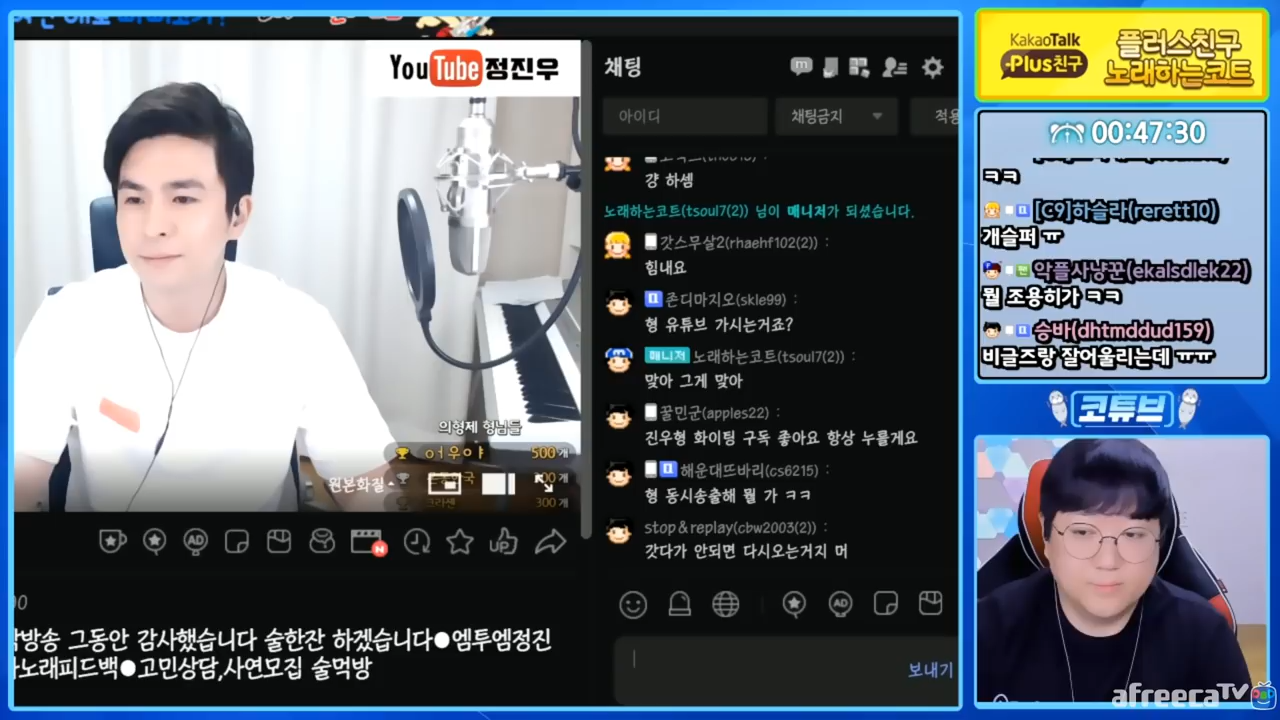 YouTube 정진우
의형제 형님들
어우야 500개
원본화질
300개
AD
UP
00
방송 그동안 감사했습니다 술한잔 하겠습니다●엠투엠정진
노래피드백●고민상담,사연모집 술먹방
채팅
아이디
채팅금지
적용
걍 하셈
노래하는코트(tsoul7(2)) 님이 매니저가 되셨습니다.
갓스무살2(rhaehf102(2)) :
힘내요
존디마지오(skle99) :
형 유튜브 가시는거죠?
매니저 노래하는코트(tsoul7(2)) :
맞아 그게 맞아
꿀민군(apples22) :
진우형 화이팅 구독 좋아요 항상 누를게요
해운대뜨바리(cs6215) :
형 동시송출해 뭘 가 ㅋㅋ
stop&replay(cbw2003(2)) :
갓다가 안되면 다시오는거지 머
AD
보내기
KakaoTalk
Plus친구
플러스친구
노래하는코트
00:47:30
ㅋㅋ
[C9]하슬라(rerett10)
개슬퍼 ㅠ
악플사냥꾼(ekalsdlek22)
뭘 조용히가 ㅋㅋ
승바(dhtmddud159)
비글즈랑 잘어울리는데 ㅠㅠ
코튜브
afreecaTV